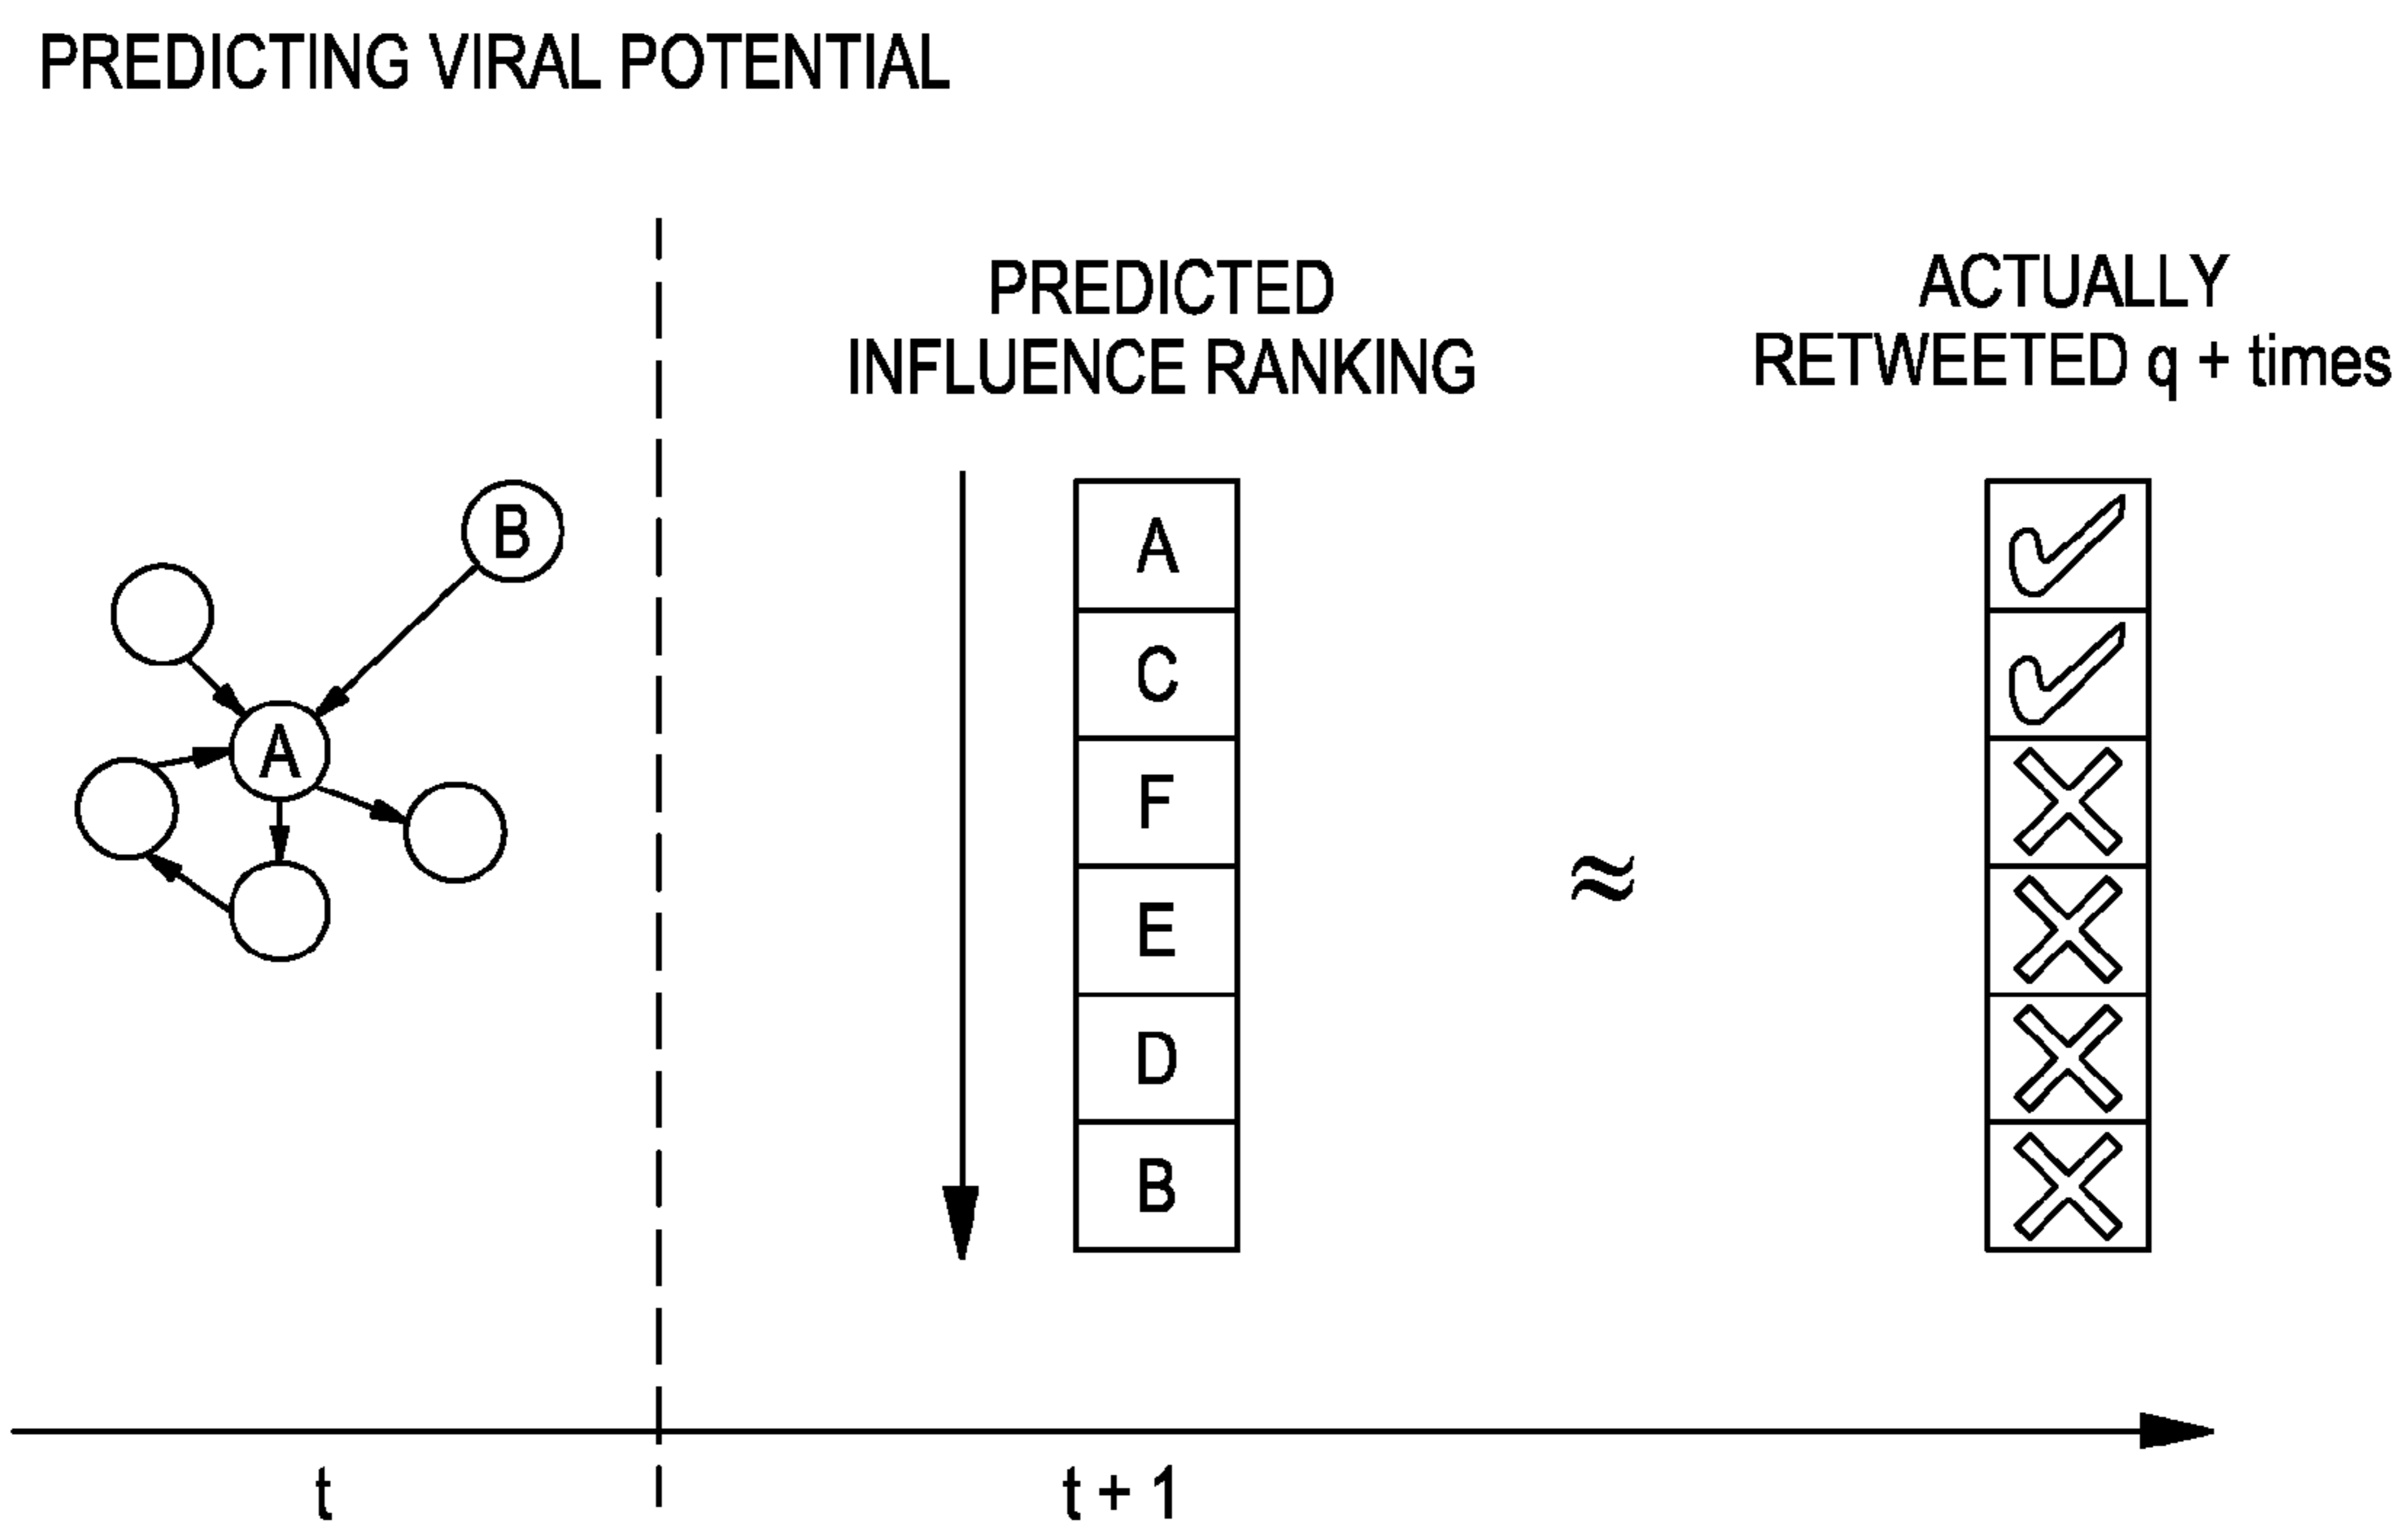 PREDICTING VIRAL POTENTIAL
B
A
PREDICTED
INFLUENCE RANKING
A
C
F
E
D
B
≈
ACTUALLY
RETWEETED q + times
t
t + 1